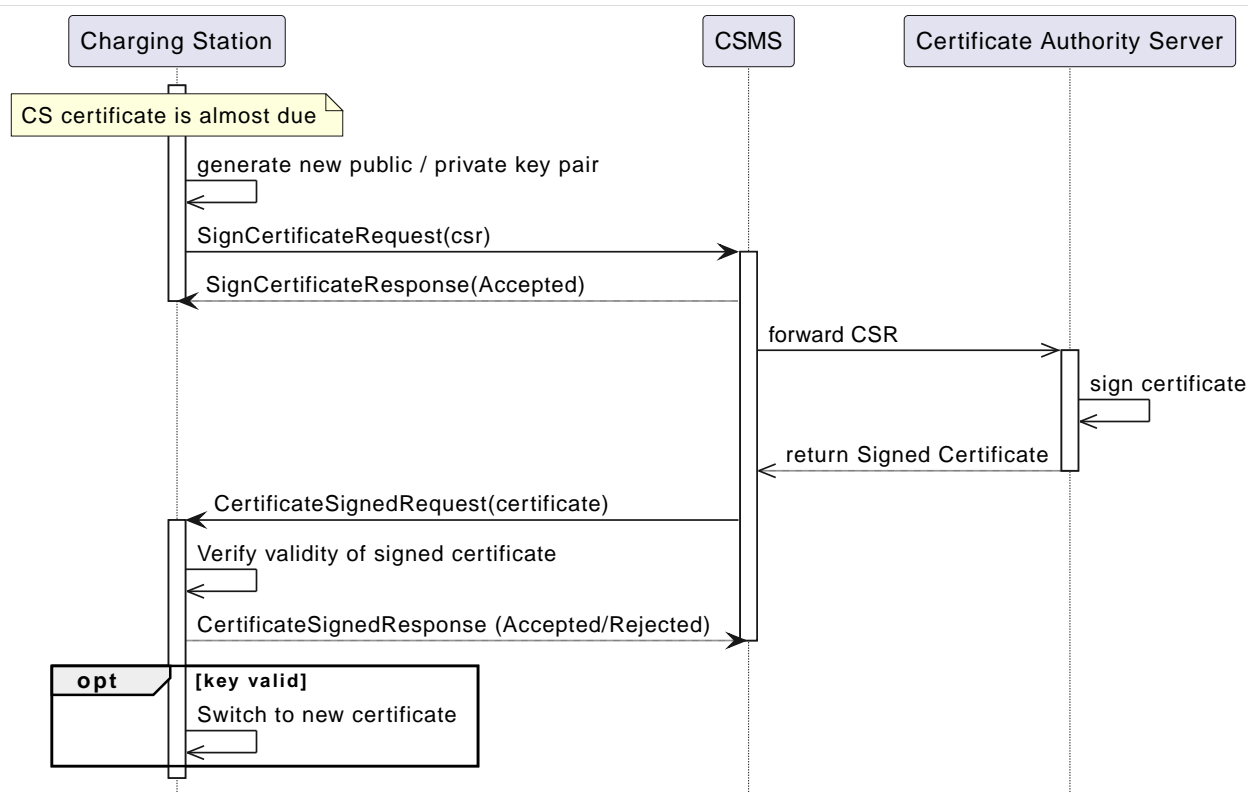 Charging Station
CSMS
Certificate Authority Server
CS certificate is almost due
generate new public / private key pair
SignCertificateRequest(csr)
SignCertificateResponse(Accepted)
forward CSR
sign certificate
return Signed Certificate
CertificateSignedRequest(certificate)
Verify validity of signed certificate
CertificateSignedResponse (Accepted/Rejected)
opt
[key valid]
Switch to new certificate